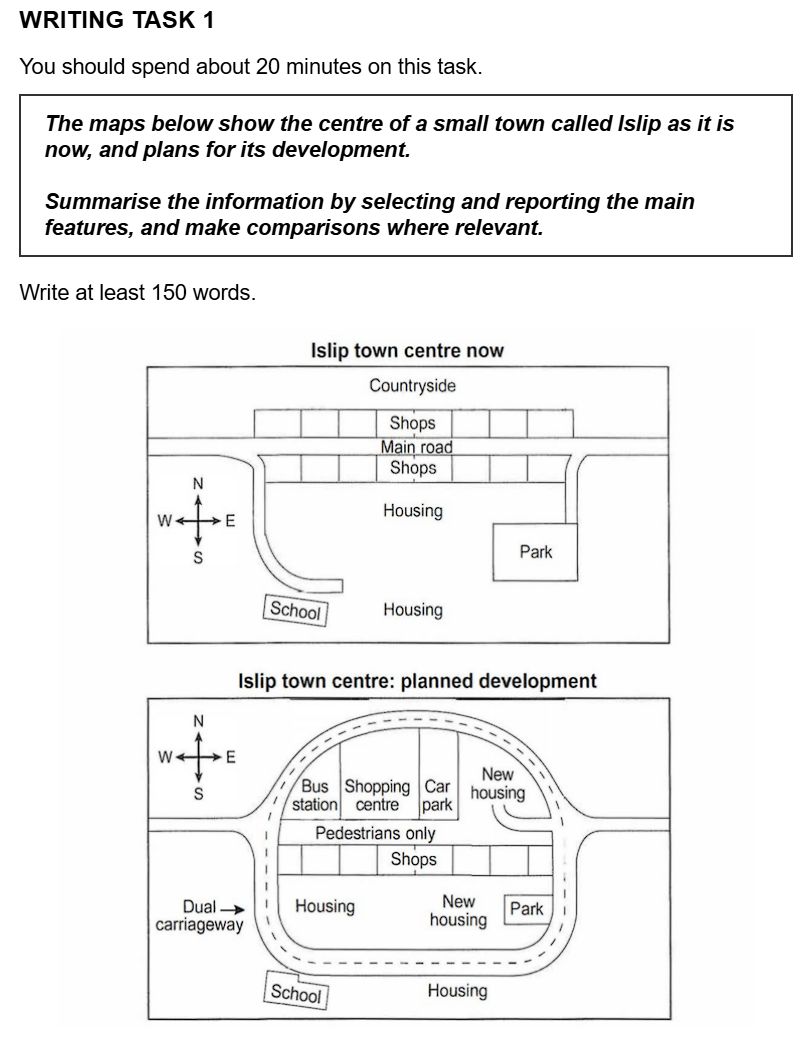 WRITING TASK 1
You should spend about 20 minutes on this task.
The maps below show the centre of a small town called Islip as it is
now, and plans for its development.
Summarise the information by selecting and reporting the main
features, and make comparisons where relevant.
Write at least 150 words.
Islip town centre now
Countryside
Shops
Main road
Shops
N
W E
S
Housing
Park
School
Housing
Islip town centre: planned development
N
W E
S
Bus
station
Shopping
centre
Car
park
New
housing
Pedestrians only
Shops
Dual
carriageway
Housing
New
housing
Park
School
Housing